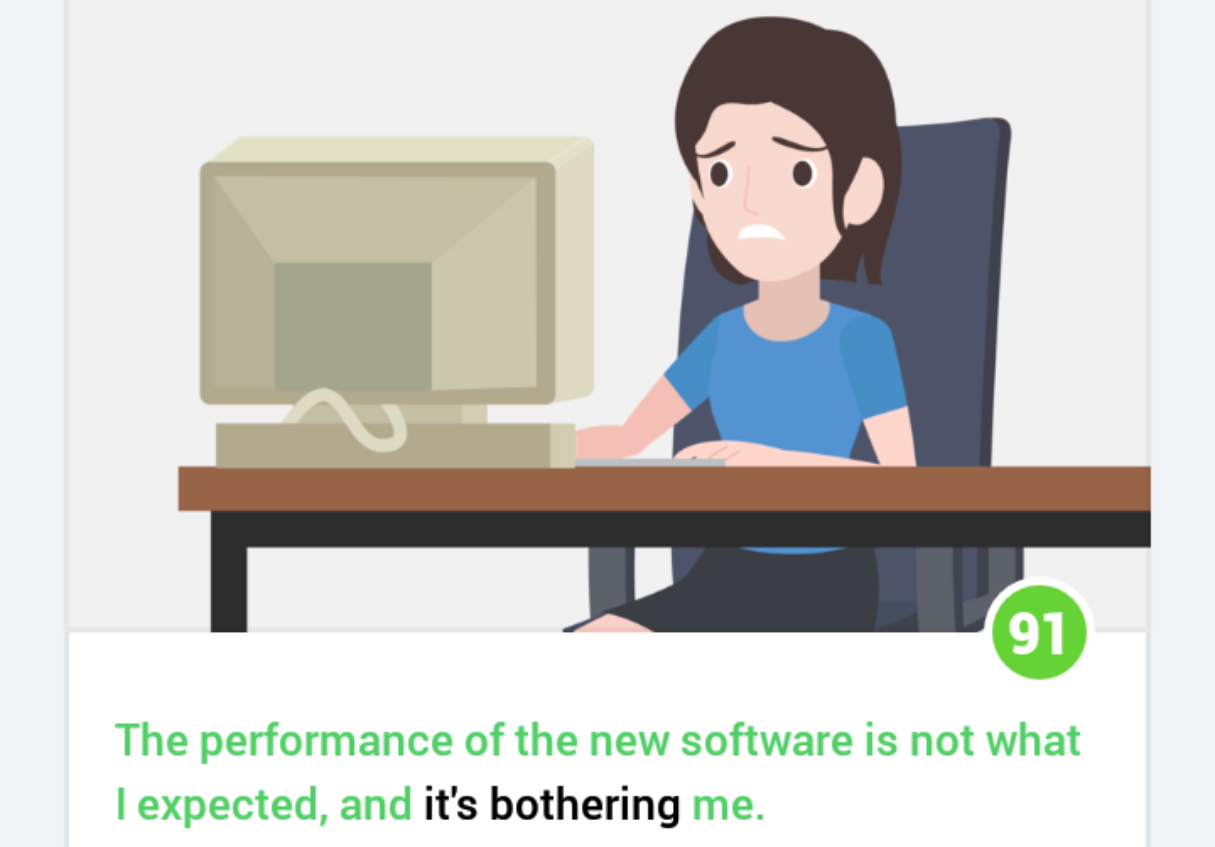 91
The performance of the new software is not what
I expected, and it's bothering me.